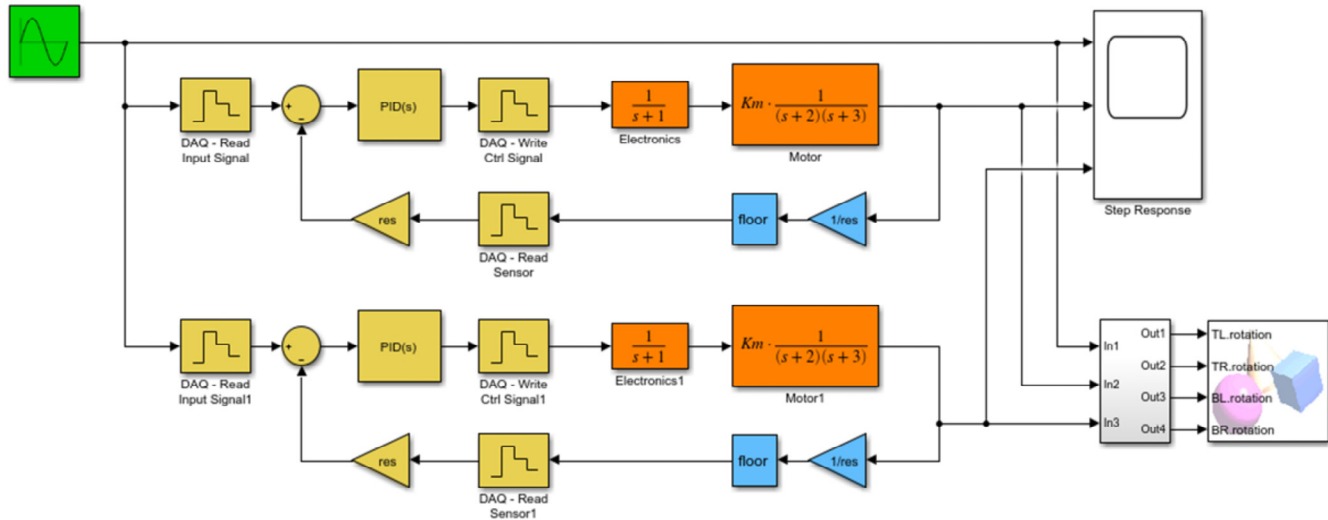 +
−
PID(s)
1
s+1
Km · 1
(s+2)(s+3)
DAQ - Read
Input Signal
DAQ - Write
Ctrl Signal
Electronics
Motor
Step Response
res
DAQ - Read
Sensor
floor
1/res
+
−
PID(s)
1
s+1
Km · 1
(s+2)(s+3)
DAQ - Read
Input Signal1
DAQ - Write
Ctrl Signal1
Electronics1
Motor1
res
DAQ - Read
Sensor1
floor
1/res
In1
In2
In3
Out1
Out2
Out3
Out4
TL.rotation
TR.rotation
BL.rotation
BR.rotation